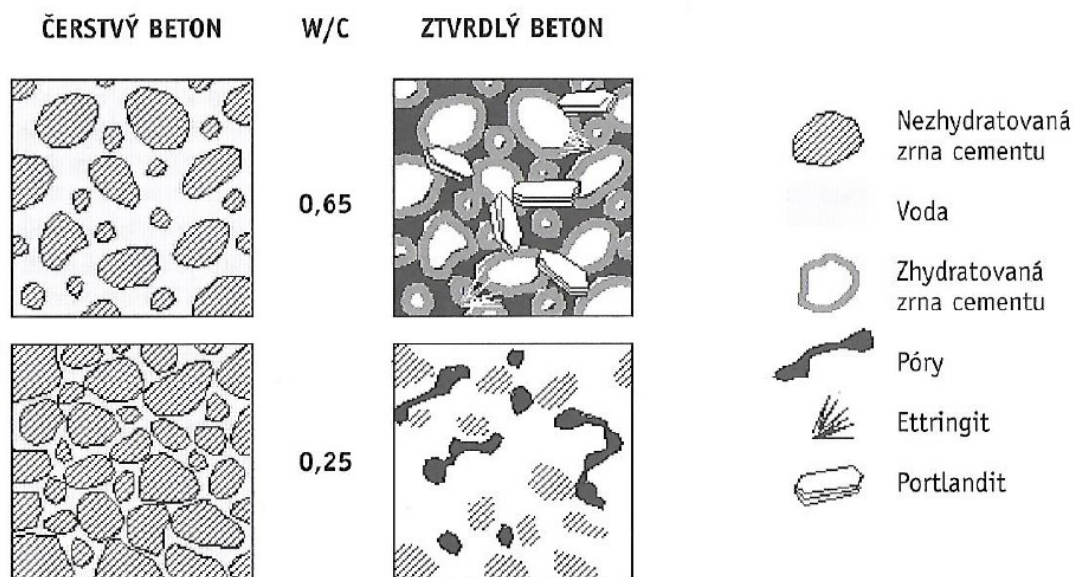 ČERSTVÝ BETON W/C ZTVRDLÝ BETON
0,65
0,25
Nezhydratovaná
zrna cementu
Voda
Zhydratovaná
zrna cementu
Póry
Ettringit
Portlandit